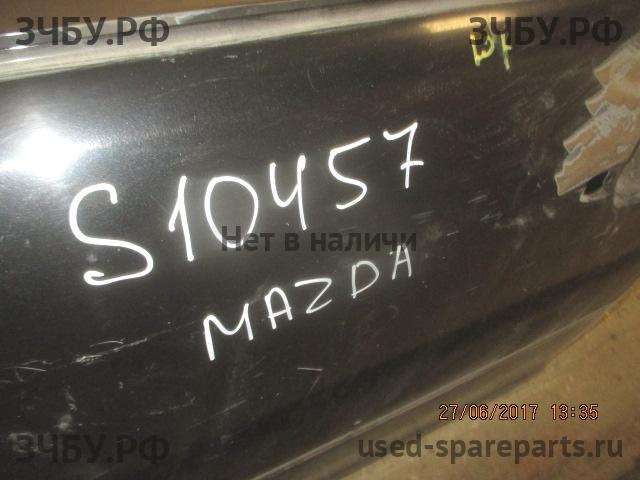 ЗЧБУ.РФ
ЗЧБУ.РФ
S10457
Нет в наличи
MAZDA
27/06/2017 13:35
ЗЧБУ.РФ
used-spareparts.ru